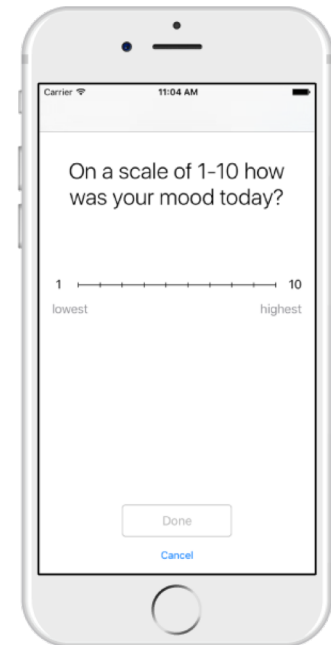 Carrier 11:04 AM
On a scale of 1-10 how
was your mood today?
1 10
lowest highest
Done
Cancel